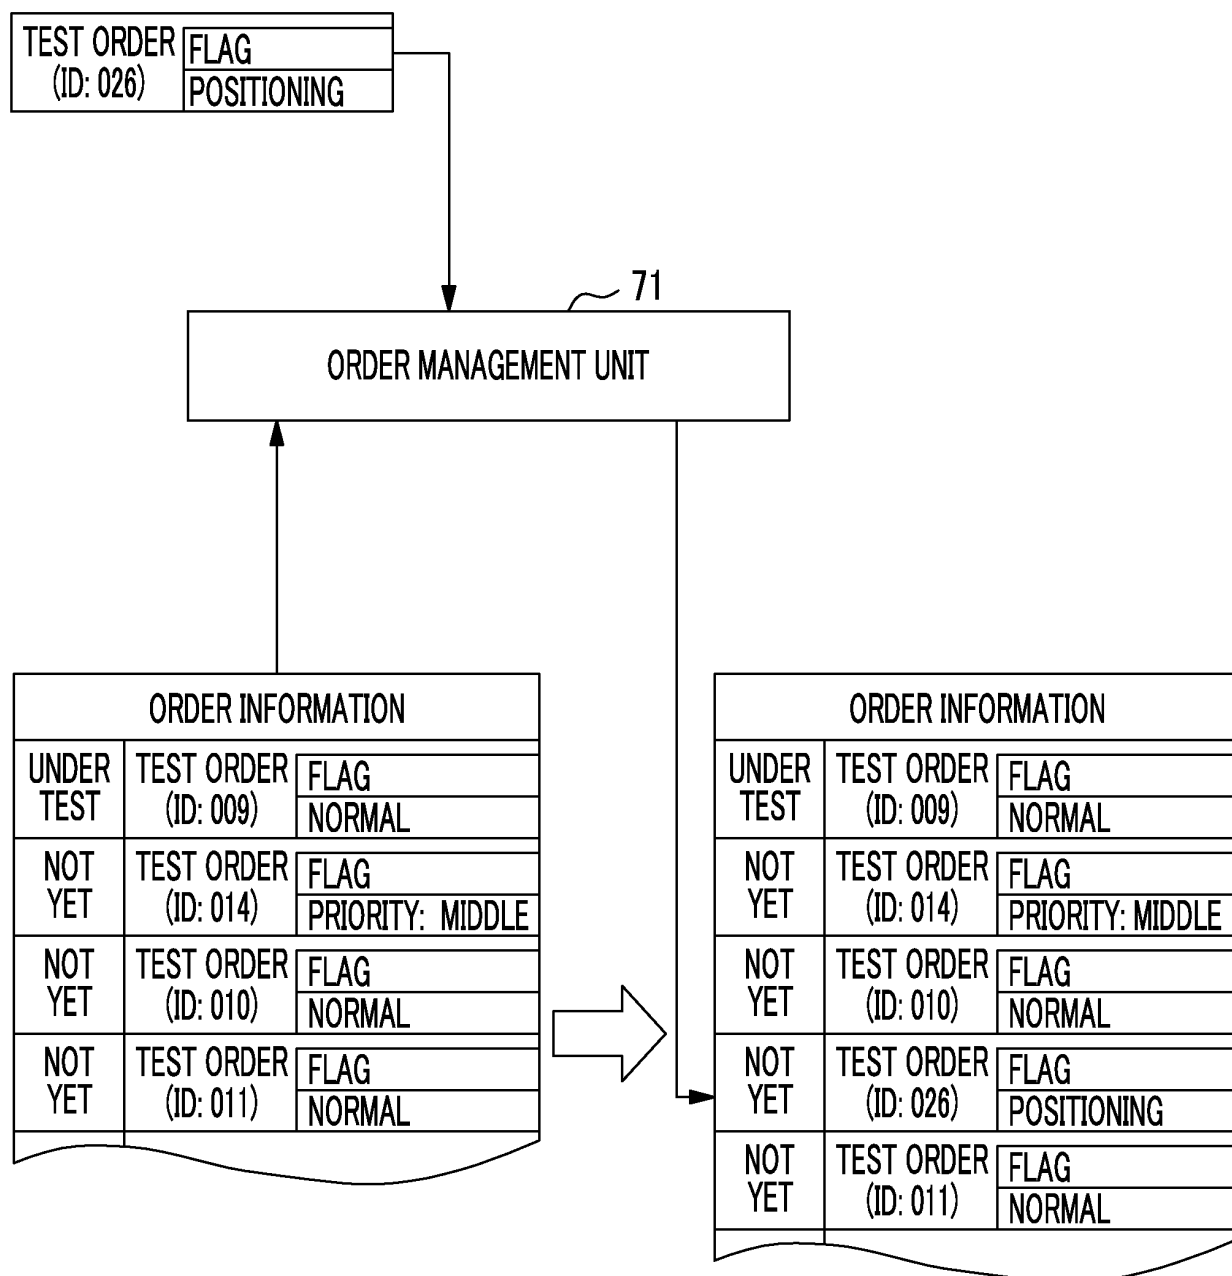 TEST ORDER
(ID: 026)
FLAG
POSITIONING
71
ORDER MANAGEMENT UNIT
ORDER INFORMATION
UNDER
TEST
TEST ORDER
(ID: 009)
FLAG
NORMAL
NOT
YET
TEST ORDER
(ID: 014)
FLAG
PRIORITY: MIDDLE
NOT
YET
TEST ORDER
(ID: 010)
FLAG
NORMAL
NOT
YET
TEST ORDER
(ID: 011)
FLAG
NORMAL
ORDER INFORMATION
UNDER
TEST
TEST ORDER
(ID: 009)
FLAG
NORMAL
NOT
YET
TEST ORDER
(ID: 014)
FLAG
PRIORITY: MIDDLE
NOT
YET
TEST ORDER
(ID: 010)
FLAG
NORMAL
NOT
YET
TEST ORDER
(ID: 026)
FLAG
POSITIONING
NOT
YET
TEST ORDER
(ID: 011)
FLAG
NORMAL